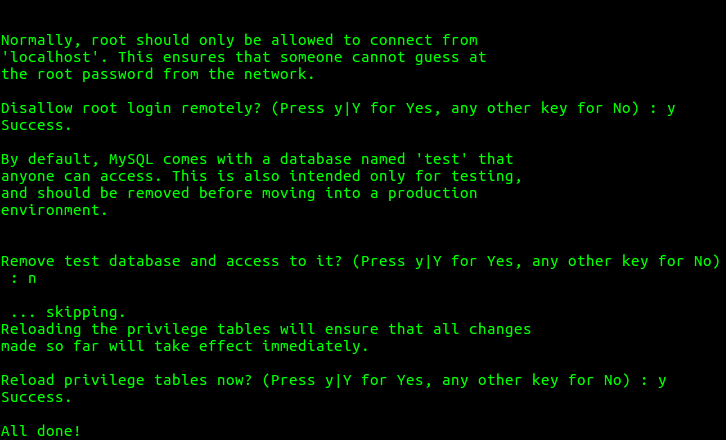 Normally, root should only be allowed to connect from
'localhost'. This ensures that someone cannot guess at
the root password from the network.
Disallow root login remotely? (Press y|Y for Yes, any other key for No) : y
Success.
By default, MySQL comes with a database named 'test' that
anyone can access. This is also intended only for testing,
and should be removed before moving into a production
environment.
Remove test database and access to it? (Press y|Y for Yes, any other key for No)
 : n
 ... skipping.
Reloading the privilege tables will ensure that all changes
made so far will take effect immediately.
Reload privilege tables now? (Press y|Y for Yes, any other key for No) : y
Success.
All done!